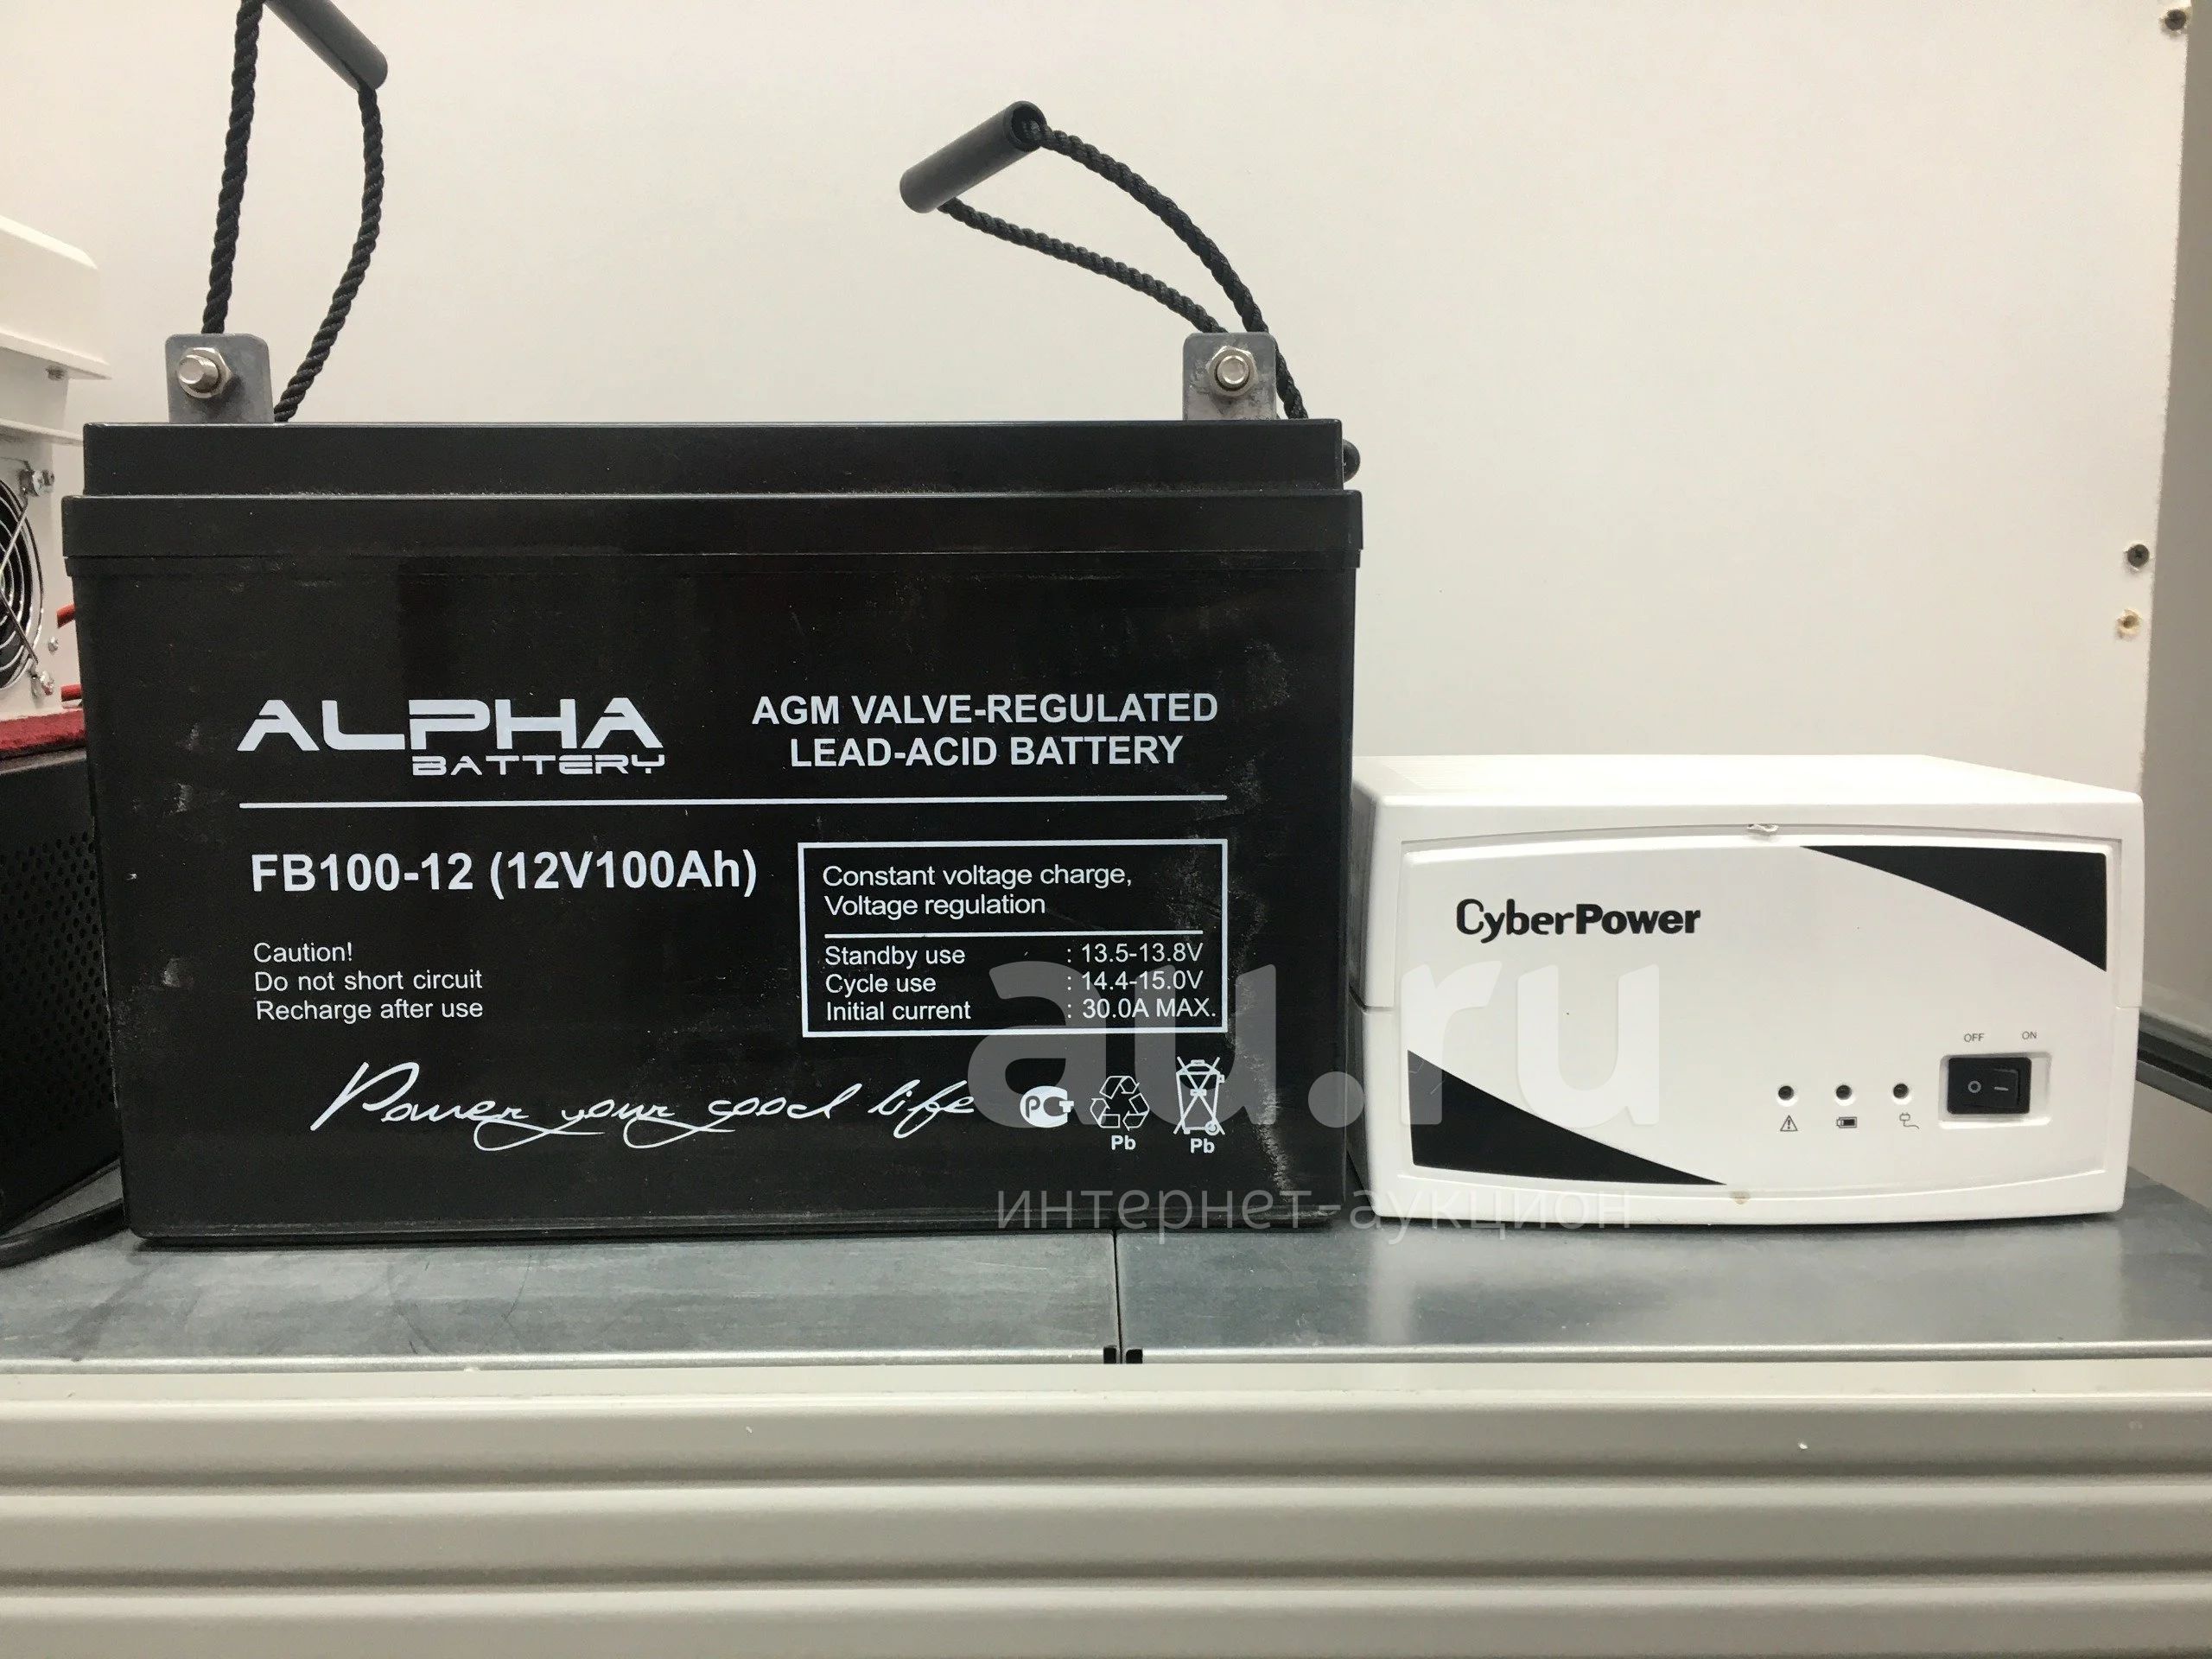 ALPHA
BATTERY
AGM VALVE-REGULATED
LEAD-ACID BATTERY
FB100-12 (12V100Ah)
Constant voltage charge,
Voltage regulation
Standby use : 13.5-13.8V
Cycle use : 14.4-15.0V
Initial current : 30.0A MAX.
Caution!
Do not short circuit
Recharge after use
Power your good life
РСТ
Pb
Pb
CyberPower
OFF ON
au.ru
интернет-аукцион